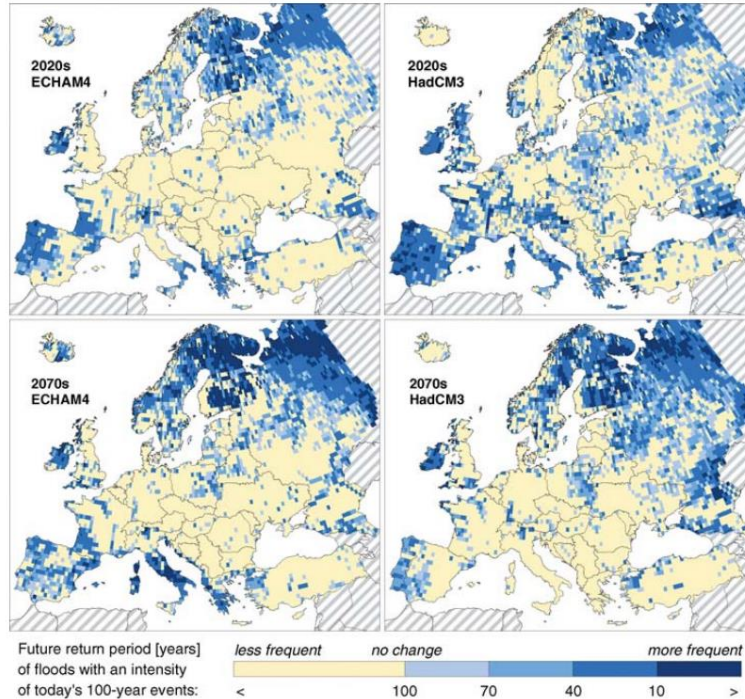 2020s
ECHAM4
2020s
HadCM3
2070s
ECHAM4
2070s
HadCM3
Future return period [years]
of floods with an intensity
of today's 100-year events:
less frequent no change more frequent
< 100 70 40 10 >